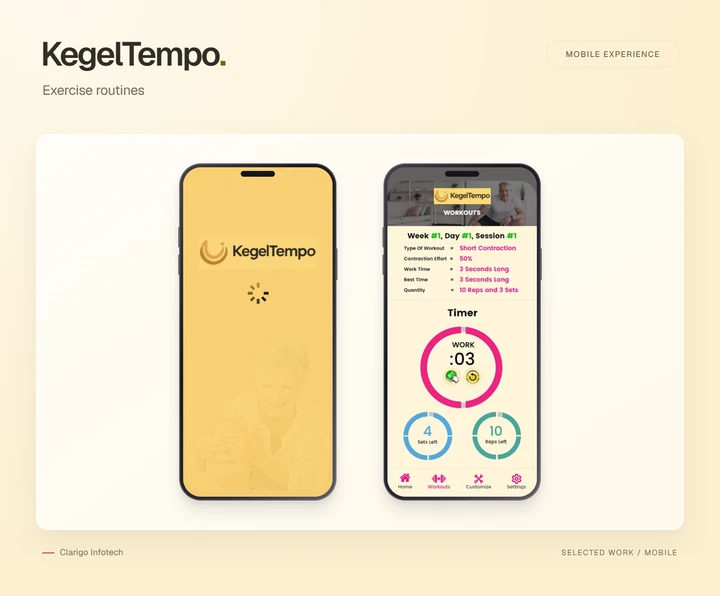 KegelTempo.
MOBILE EXPERIENCE
Exercise routines
KegelTempo
KegelTempo
WORKOUTS
Week #1, Day #1, Session #1
Type Of Workout = Short Contraction
Contraction Effort = 50%
Work Time = 3 Seconds Long
Rest Time = 3 Seconds Long
Quantity = 10 Reps and 3 Sets
Timer
WORK
:03
4
Sets Left
10
Reps Left
Home Workouts Customize Settings
Clarigo Infotech
SELECTED WORK / MOBILE